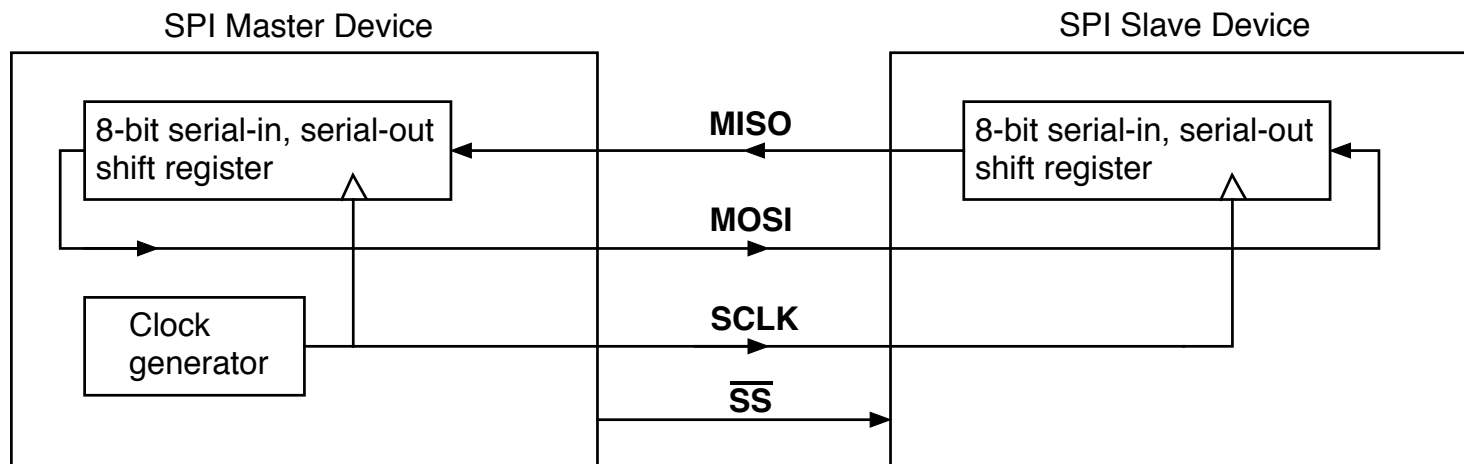 SPI Master Device
SPI Slave Device
8-bit serial-in, serial-out
shift register
MISO
8-bit serial-in, serial-out
shift register
MOSI
Clock
generator
SCLK
S̅S̅